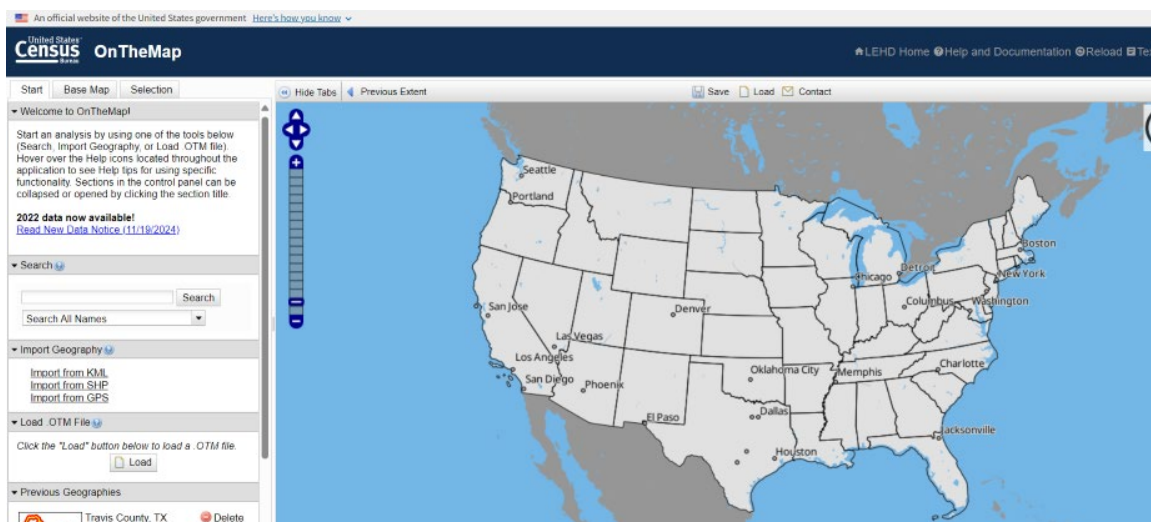 An official website of the United States government Here's how you know
United States®
Census
Bureau
OnTheMap
LEHD Home Help and Documentation Reload
Start Base Map Selection
Hide Tabs Previous Extent Save Load Contact
Welcome to OnTheMap!
Start an analysis by using one of the tools below
(Search, Import Geography, or Load .OTM file).
Hover over the Help icons located throughout the
application to see Help tips for using specific
functionality. Sections in the control panel can be
collapsed or opened by clicking the section title.
2022 data now available!
Read New Data Notice (11/19/2024)
Search
Search
Search All Names
Import Geography
Import from KML
Import from SHP
Import from GPS
Load .OTM File
Click the "Load" button below to load a .OTM file.
Load
Previous Geographies
Travis County, TX Delete
Seattle
Portland
Boston
Detroit
Chicago
New York
Columbus
Washington
San Jose
Denver
Las Vegas
Los Angeles
Oklahoma City
Memphis
Charlotte
San Diego
Phoenix
El Paso
Dallas
Jacksonville
Houston